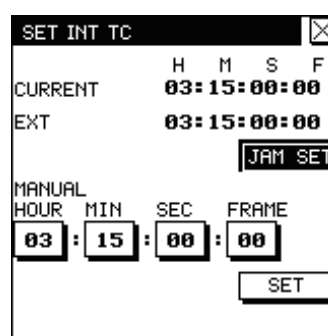 SET INT TC
H M S F
CURRENT 03:15:00:00
EXT 03:15:00:00
JAM SET
MANUAL
HOUR MIN SEC FRAME
03 : 15 : 00 : 00
SET